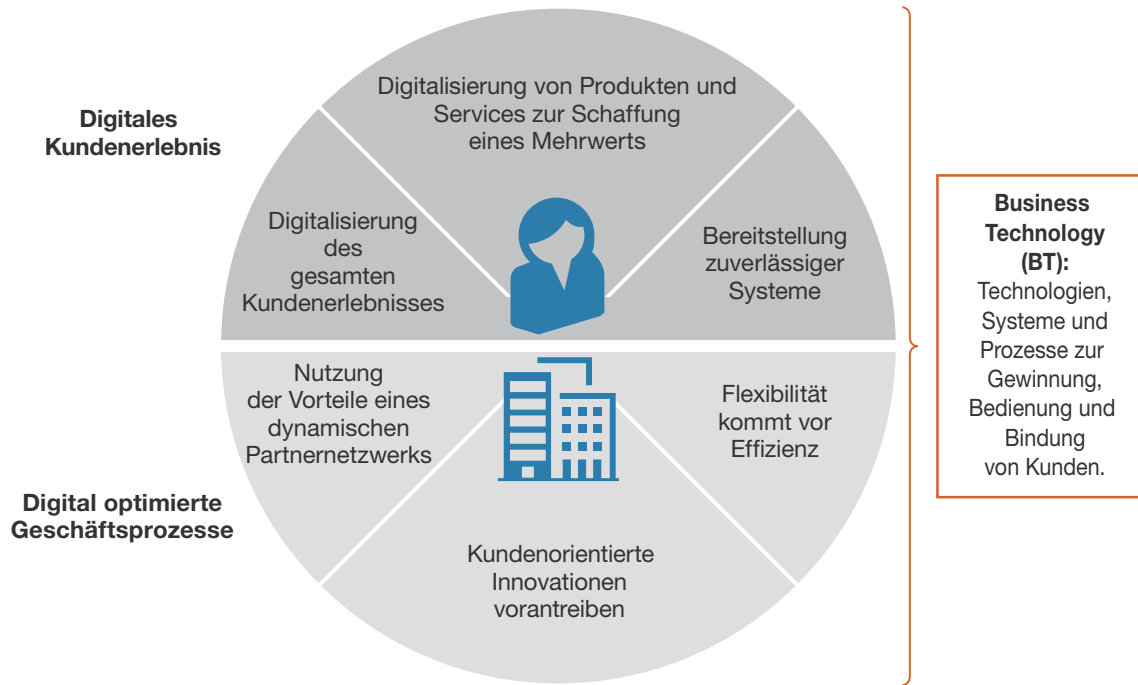 Digitales
Kundenerlebnis
Digitalisierung von Produkten und
Services zur Schaffung
eines Mehrwerts
Digitalisierung
des
gesamten
Kundenerlebnisses
Bereitstellung
zuverlässiger
Systeme
Nutzung
der Vorteile eines
dynamischen
Partnernetzwerks
Flexibilität
kommt vor
Effizienz
Digital optimierte
Geschäftsprozesse
Kundenorientierte
Innovationen
vorantreiben
Business
Technology
(BT):
Technologien,
Systeme und
Prozesse zur
Gewinnung,
Bedienung und
Bindung
von Kunden.